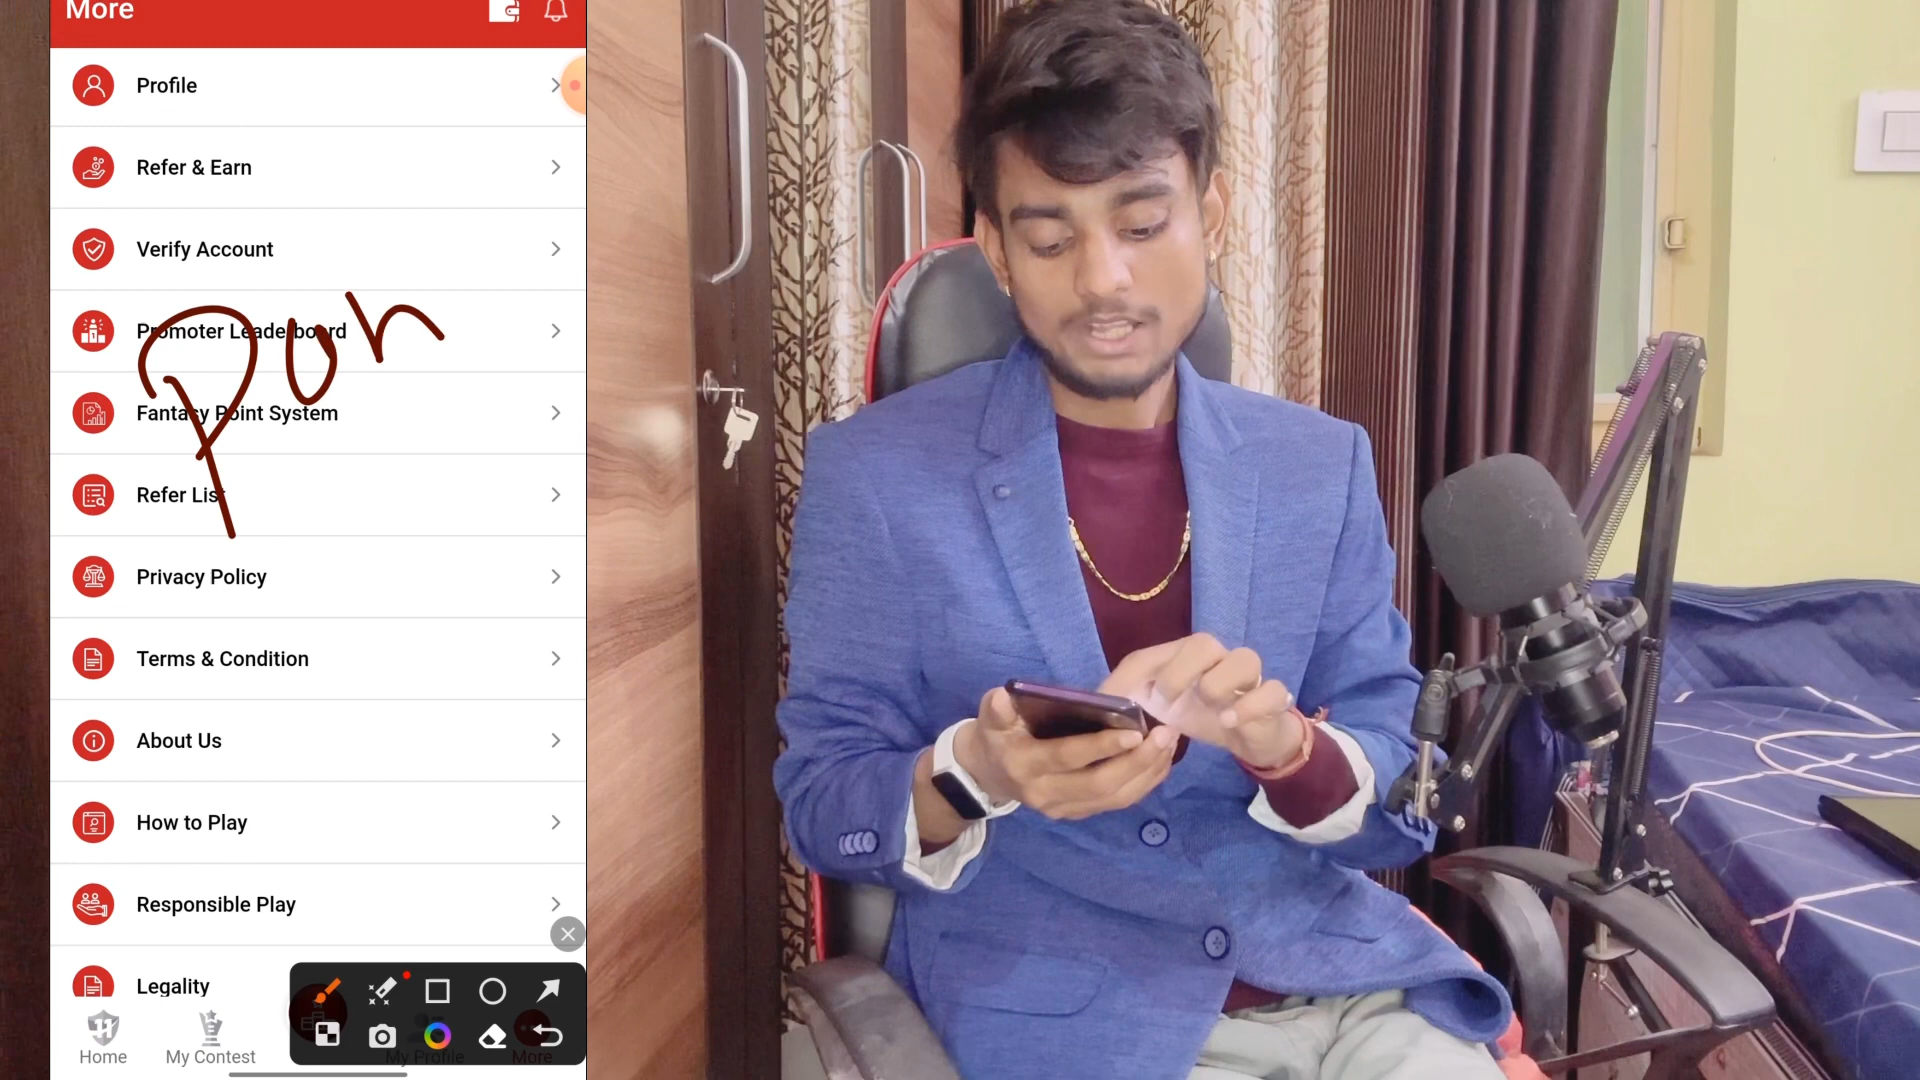 More
Profile
Refer & Earn
Verify Account
Promoter Leaderboard
Pan
Fantasy Point System
Refer List
Privacy Policy
Terms & Condition
About Us
How to Play
Responsible Play
Legality
Home
My Contest
My Profile
More